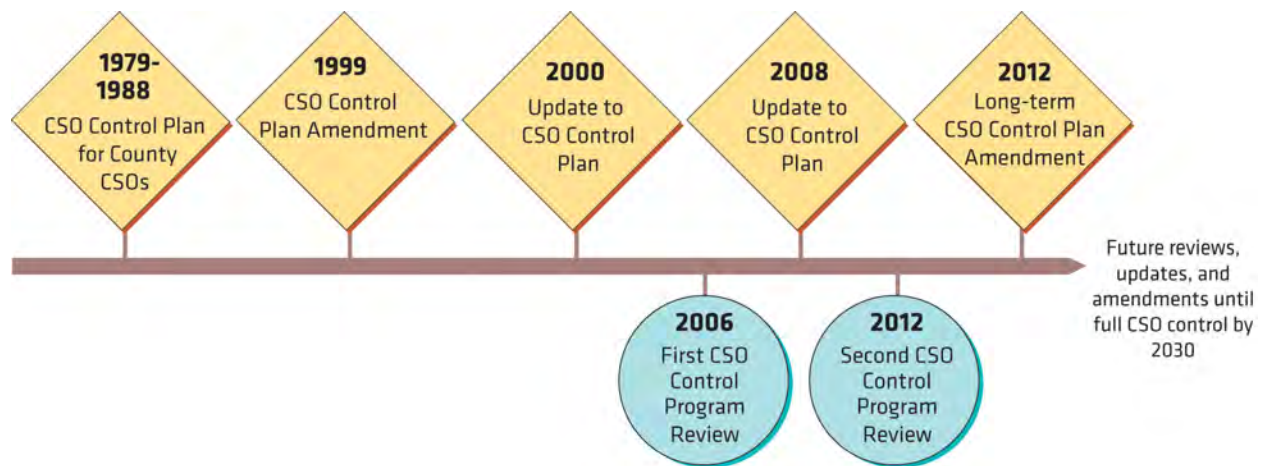 1979-
1988
CSO Control Plan
for County
CSOs
1999
CSO Control
Plan Amendment
2000
Update to
CSO Control
Plan
2008
Update to
CSO Control
Plan
2012
Long-term
CSO Control Plan
Amendment
2006
First CSO
Control
Program
Review
2012
Second CSO
Control
Program
Review
Future reviews,
updates, and
amendments until
full CSO control by
2030